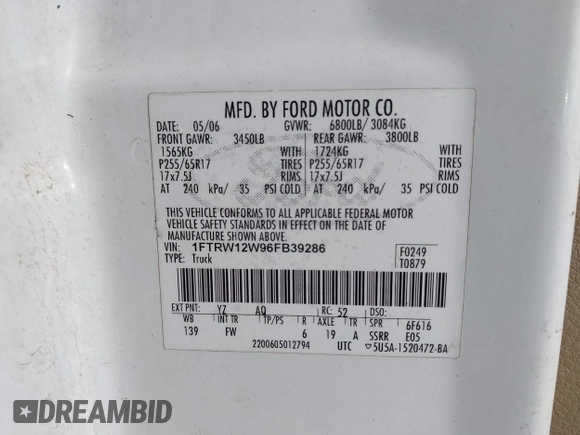 MFD. BY FORD MOTOR CO.
DATE: 05/06 GVWR: 6800LB/ 3084KG
FRONT GAWR: 3450LB REAR GAWR: 3800LB
1565KG WITH 1724KG WITH
P255/65R17 TIRES P255/65R17 TIRES
17x7.5J RIMS 17x7.5J RIMS
AT 240 kPa/ 35 PSI COLD AT 240 kPa/ 35 PSI COLD
THIS VEHICLE CONFORMS TO ALL APPLICABLE FEDERAL MOTOR
VEHICLE SAFETY STANDARDS IN EFFECT ON THE DATE OF
MANUFACTURE SHOWN ABOVE.
VIN: 1FTRW12W96FB39286 F0249
TYPE: Truck T0879
EXT PNT: YZ AQ RC: 52 DSO:
WB INT TR TP/PS R AXLE TR SPR 6F616
139 FW 6 19 A SSRR E05
2200605012794 UTC ▽5U5A-1520472-BA
DREAMBID